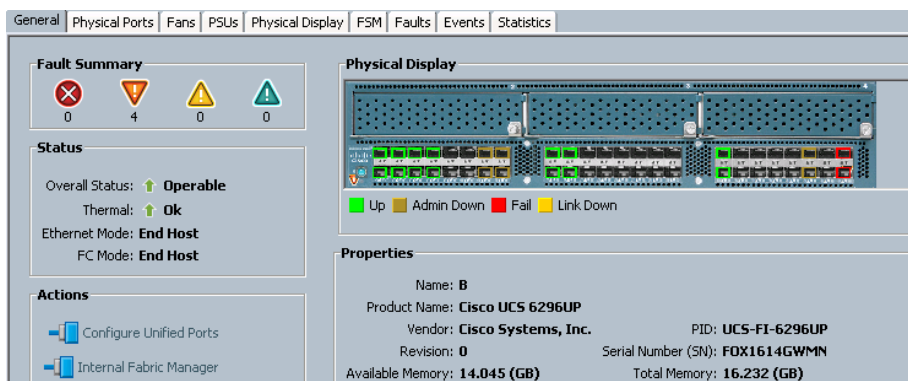 General Physical Ports Fans PSUs Physical Display FSM Faults Events Statistics
Fault Summary
0 4 0 0
Status
Overall Status: Operable
Thermal: Ok
Ethernet Mode: End Host
FC Mode: End Host
Actions
Configure Unified Ports
Internal Fabric Manager
Physical Display
Up Admin Down Fail Link Down
Properties
Name: B
Product Name: Cisco UCS 6296UP
Vendor: Cisco Systems, Inc. PID: UCS-FI-6296UP
Revision: 0 Serial Number (SN): FOX1614GWMN
Available Memory: 14.045 (GB) Total Memory: 16.232 (GB)